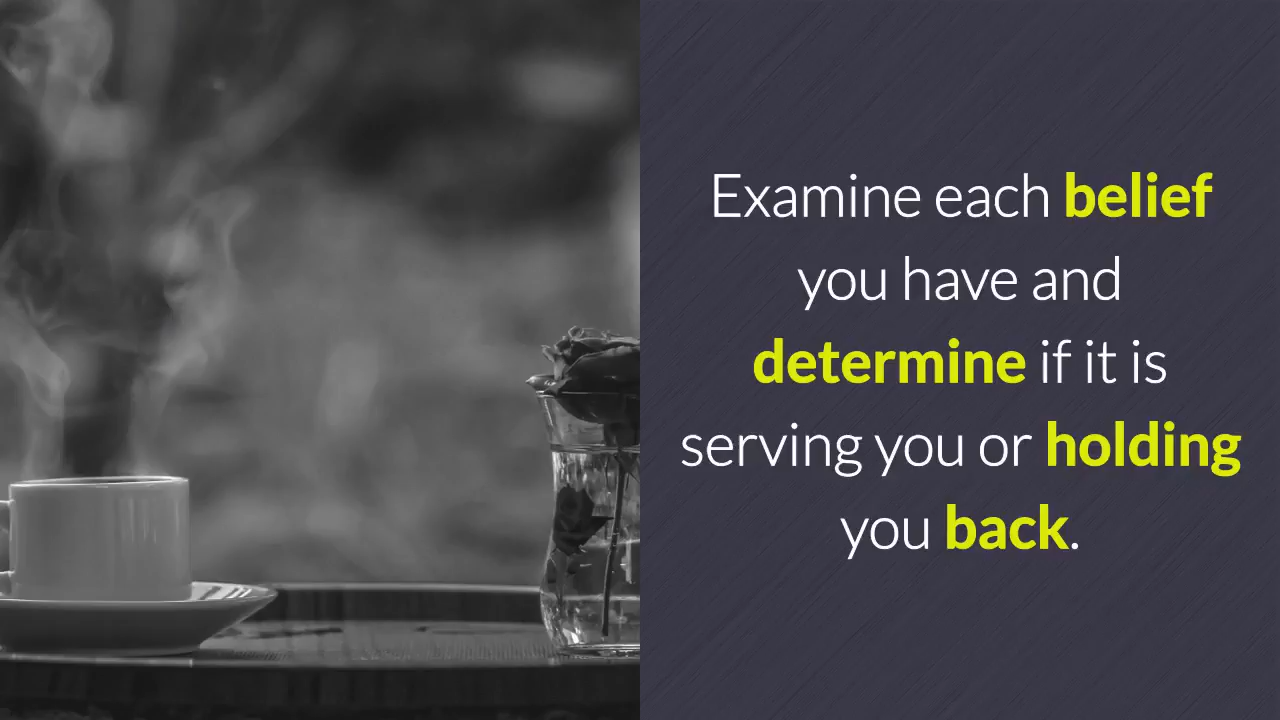 Examine each belief
you have and
determine if it is
serving you or holding
you back.